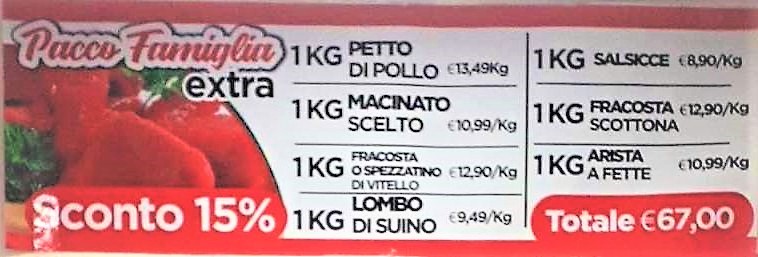 Pacco Famiglia
extra
Sconto 15%
1KG PETTO
DI POLLO €13,49Kg
1KG MACINATO
SCELTO €10,99/Kg
1KG FRACOSTA
O SPEZZATINO €12,90/Kg
DI VITELLO
1KG LOMBO
DI SUINO €9,49/Kg
1KG SALSICCE €8,90/Kg
1KG FRACOSTA €12,90/Kg
SCOTTONA
1KG ARISTA
A FETTE €10,99/Kg
Totale €67,00